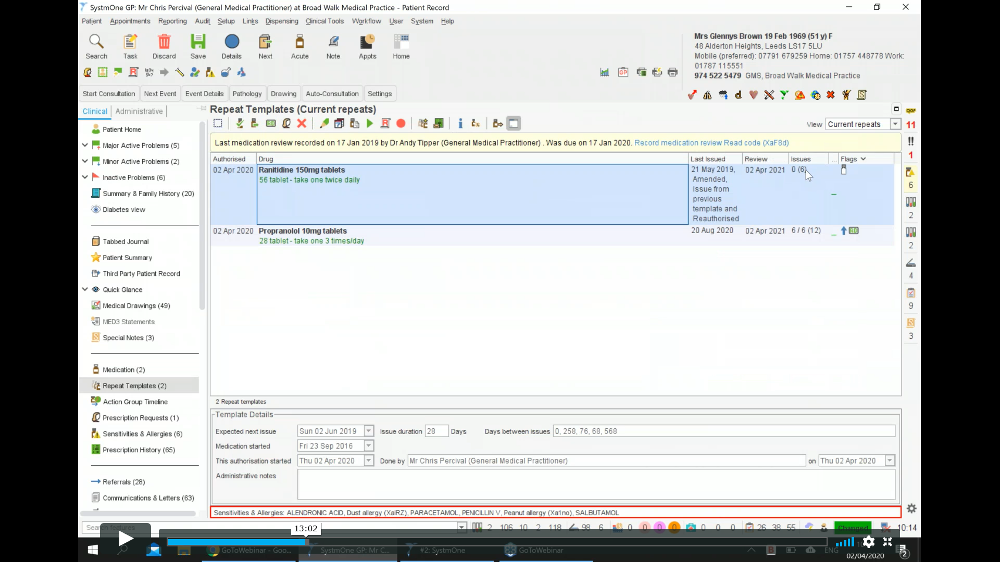 SystmOne GP: Mr Chris Percival (General Medical Practitioner) at Broad Walk Medical Practice - Patient Record
Patient Appointments Reporting Audit Setup Links Dispensing Clinical Tools Workflow User System Help
Search Task Discard Save Details Next Acute Note Appts Home
Mrs Glennys Brown 19 Feb 1969 (51 y) F
48 Alderton Heights, Leeds LS17 5LU
Mobile (preferred): 07791 679259 Home: 01757 448778 Work:
01787 115551
974 522 5479 GMS, Broad Walk Medical Practice
GP
Start Consultation Next Event Event Details Pathology Drawing Auto-Consultation Settings
Clinical Administrative
Patient Home
Major Active Problems (5)
Minor Active Problems (2)
Inactive Problems (6)
Summary & Family History (20)
Diabetes view
Tabbed Journal
Patient Summary
Third Party Patient Record
Quick Glance
Medical Drawings (49)
MED3 Statements
Special Notes (3)
Medication (2)
Repeat Templates (2)
Action Group Timeline
Prescription Requests (1)
Sensitivities & Allergies (6)
Prescription History (65)
Referrals (28)
Communications & Letters (63)
Repeat Templates (Current repeats)
View Current repeats
Last medication review recorded on 17 Jan 2019 by Dr Andy Tipper (General Medical Practitioner) . Was due on 17 Jan 2020. Record medication review Read code (XaF8d)
Authorised Drug Last Issued Review Issues ... Flags
02 Apr 2020 Ranitidine 150mg tablets 21 May 2019, 02 Apr 2021 0 (6)
56 tablet - take one twice daily Amended,
Issue from
previous
template and
Reauthorised
02 Apr 2020 Propranolol 10mg tablets 20 Aug 2020 02 Apr 2021 6 / 6 (12)
28 tablet - take one 3 times/day
2 Repeat templates
Template Details
Expected next issue Sun 02 Jun 2019 Issue duration 28 Days Days between issues 0, 258, 76, 68, 568
Medication started Fri 23 Sep 2016
This authorisation started Thu 02 Apr 2020 Done by Mr Chris Percival (General Medical Practitioner) on Thu 02 Apr 2020
Administrative notes
Sensitivities & Allergies: ALENDRONIC ACID, Dust allergy (XaIRZ), PARACETAMOL, PENICILLIN V, Peanut allergy (Xa1no), SALBUTAMOL
QOF
11
!!
1
6
2
2
4
9
3
Search features 2 106 10 2 118 98 6 0 0 0 0 0 0 0 26 38 55 Changed 10:14
13:02
GoToWebinar - Goo... SystmOne GP: Mr C... #2: SystmOne GoToWebinar ENG
02/04/2020 2